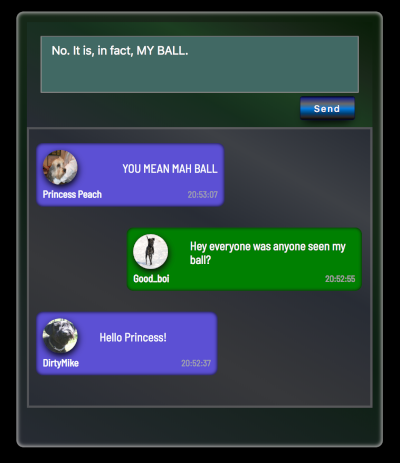 No. It is, in fact, MY BALL.
Send
YOU MEAN MAH BALL
Princess Peach 20:53:07
Hey everyone was anyone seen my
ball?
Good_boi 20:52:55
Hello Princess!
DirtyMike 20:52:37